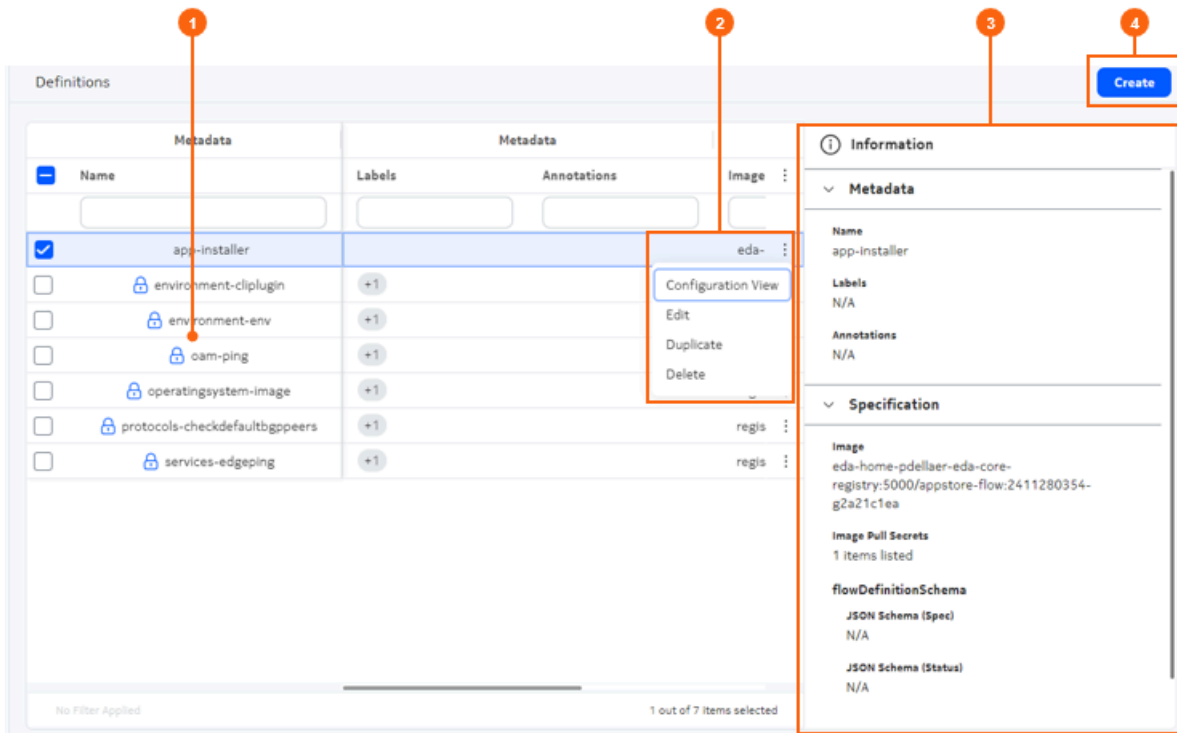 1
2
3
4
Definitions
Create
Metadata
Metadata
Name
Labels
Annotations
Image
app-installer
eda-
environment-cliplugin
+1
environment-env
+1
oam-ping
+1
operatingsystem-image
+1
protocols-checkdefaultbgppeers
+1
regis
services-edgeping
+1
regis
Configuration View
Edit
Duplicate
Delete
No Filter Applied
1 out of 7 items selected
Information
Metadata
Name
app-installer
Labels
N/A
Annotations
N/A
Specification
Image
eda-home-pdellaer-eda-core-
registry:5000/appstore-flow:2411280354-
g2a21c1ea
Image Pull Secrets
1 items listed
flowDefinitionSchema
JSON Schema (Spec)
N/A
JSON Schema (Status)
N/A